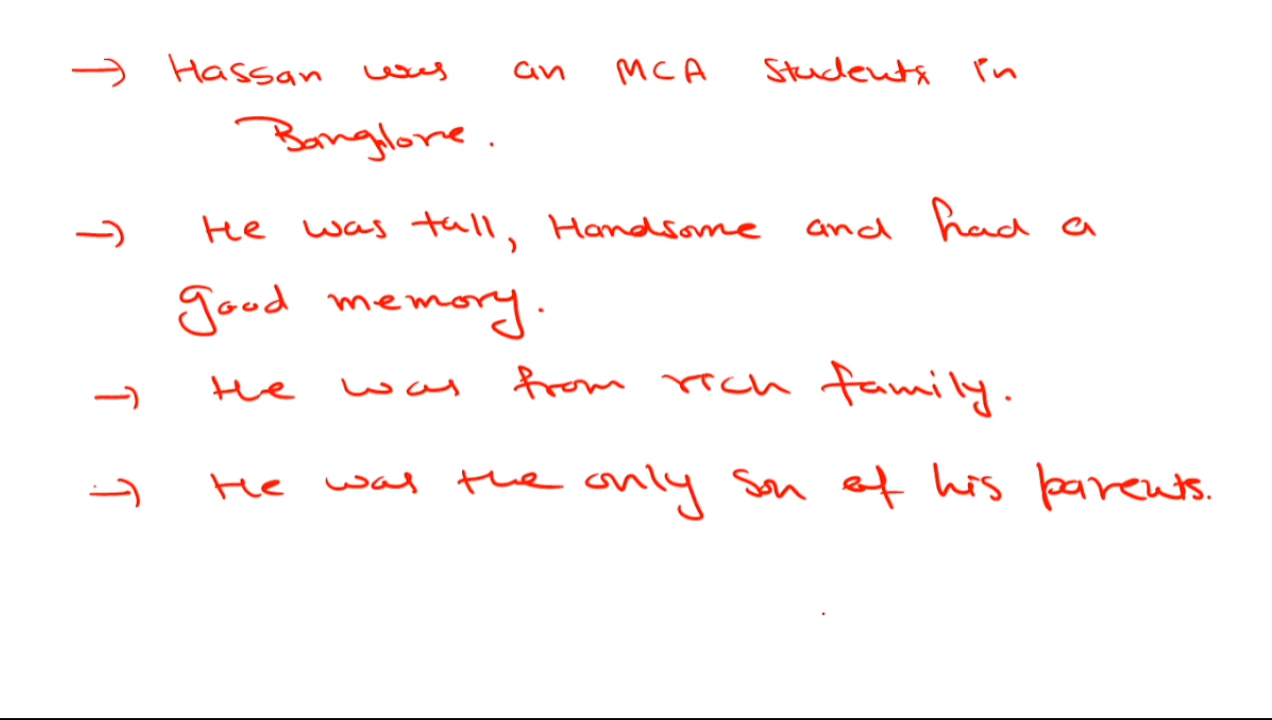 → Hassan was an MCA students in
Banglore.
→ He was tall, Handsome and had a
good memory.
→ He was from rich family.
→ He was the only son of his parents.